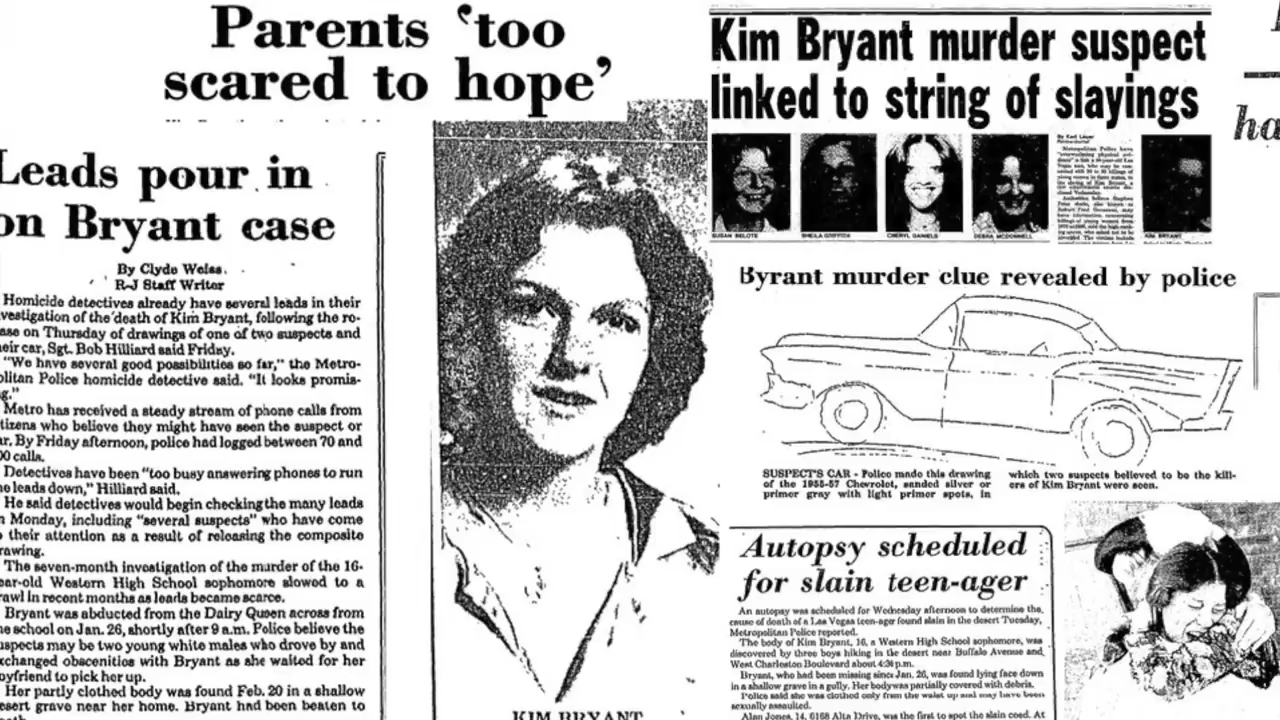 Parents ‘too
scared to hope’
Leads pour in
on Bryant case
By Clyde Weiss
R-J Staff Writer
Homicide detectives already have several leads in their
vestigation of the death of Kim Bryant, following the re-
ase on Thursday of drawings of one of two suspects and
eir car, Sgt. Bob Hilliard said Friday.
"We have several good possibilities so far," the Metro-
olitan Police homicide detective said. "It looks promis-
g."
Metro has received a steady stream of phone calls from
tizens who believe they might have seen the suspect or
ar. By Friday afternoon, police had logged between 70 and
00 calls.
Detectives have been "too busy answering phones to run
he leads down," Hilliard said.
He said detectives would begin checking the many leads
n Monday, including "several suspects" who have come
o their attention as a result of releasing the composite
rawing.
The seven-month investigation of the murder of the 16-
ear-old Western High School sophomore slowed to a
rawl in recent months as leads became scarce.
Bryant was abducted from the Dairy Queen across from
he school on Jan. 26, shortly after 9 a.m. Police believe the
uspects may be two young white males who drove by and
xchanged obscenities with Bryant as she waited for her
oyfriend to pick her up.
Her partly clothed body was found Feb. 20 in a shallow
esert grave near her home. Bryant had been beaten to
KIM BRYANT
Kim Bryant murder suspect
linked to string of slayings
SUSAN BELOTE
SHEILA GRIFFITH
CHERYL DANIELS
DEBRA MCDONNELL
KIM BRYANT
Byrant murder clue revealed by police
SUSPECT'S CAR - Police made this drawing
of the 1955-57 Chevrolet, sanded silver or
primer gray with light primer spots, in
which two suspects believed to be the kill-
ers of Kim Bryant were seen.
Autopsy scheduled
for slain teen-ager
An autopsy was scheduled for Wednesday afternoon to determine the
cause of death of a Las Vegas teen-ager found slain in the desert Tuesday,
Metropolitan Police reported.
The body of Kim Bryant, 16, a Western High School sophomore, was
discovered by three boys hiking in the desert near Buffalo Avenue and
West Charleston Boulevard about 4:30 p.m.
Bryant, who had been missing since Jan. 26, was found lying face down
in a shallow grave in a gully. Her body was partially covered with debris.
Police said she was clothed only from the waist up and may have been
sexually assaulted.
Alan Jones, 14, 6168 Alta Drive, was the first to spot the slain coed. At
ha